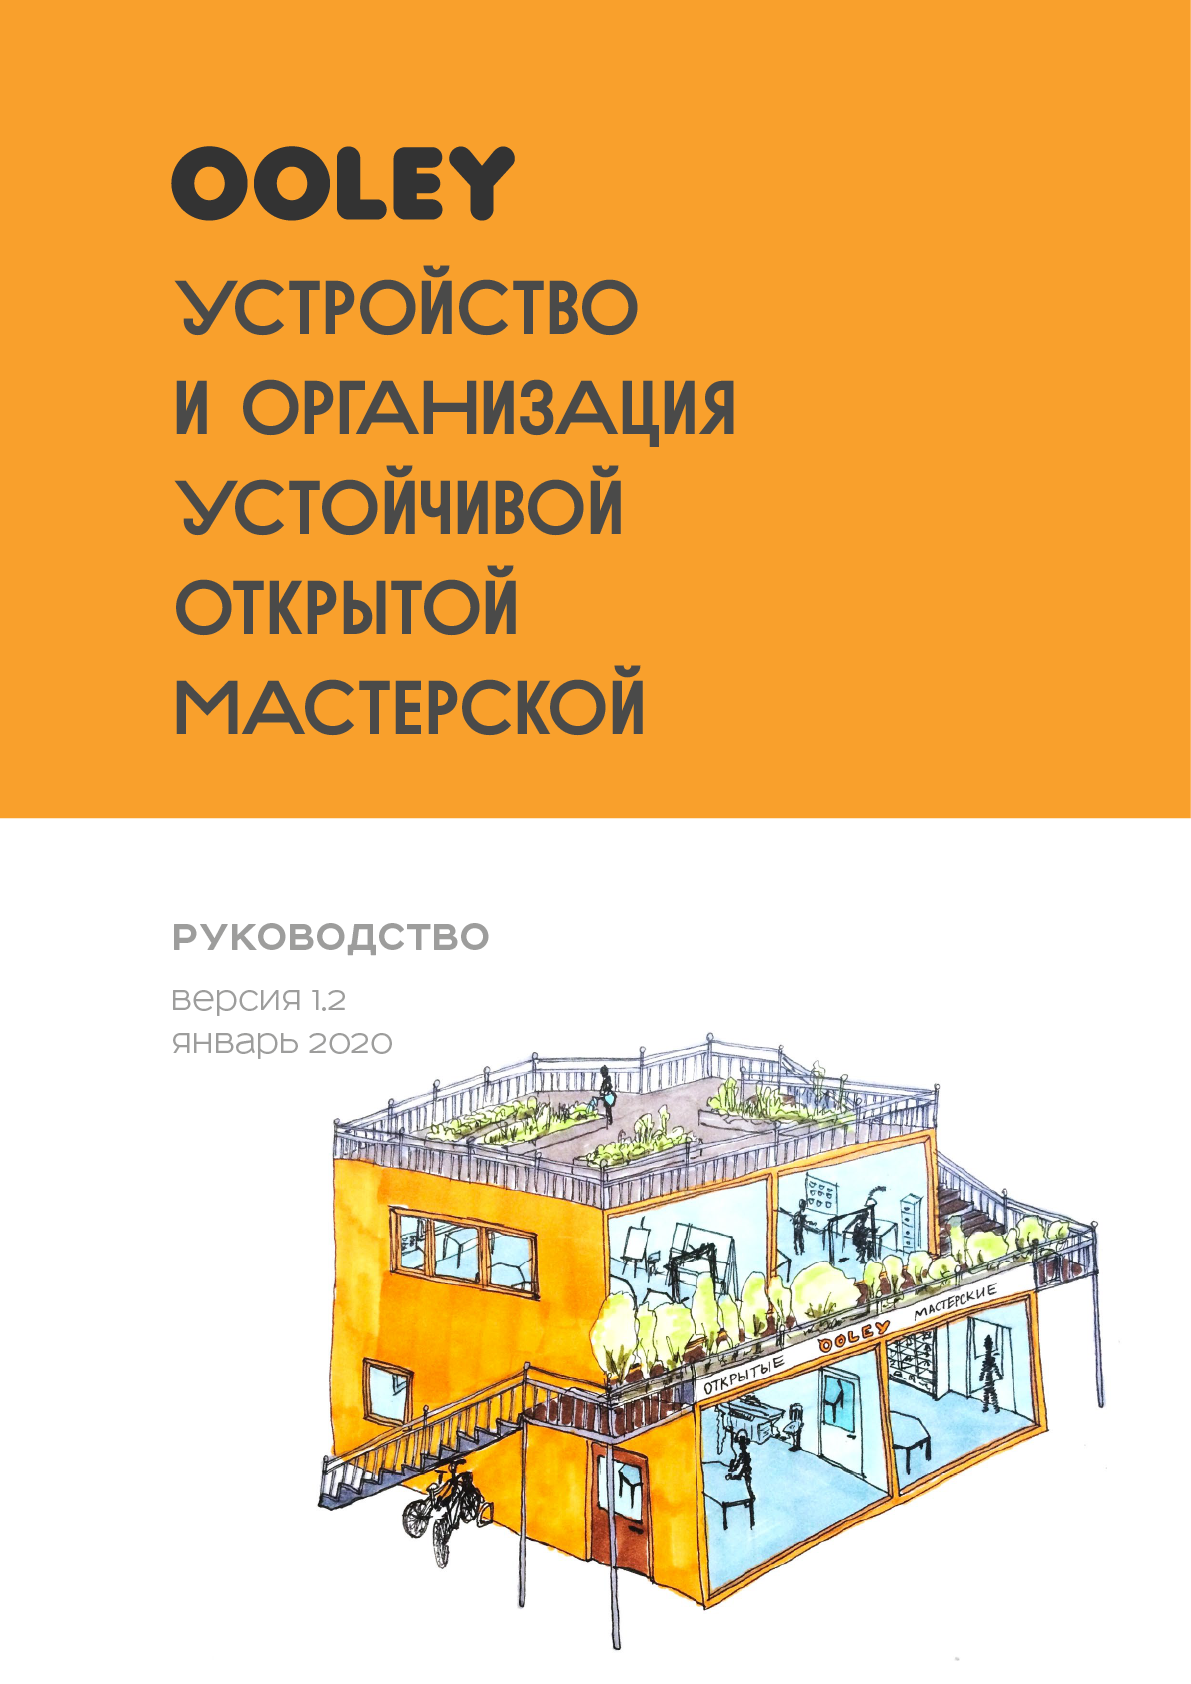 OOLEY
УСТРОЙСТВО
И ОРГАНИЗАЦИЯ
УСТОЙЧИВОЙ
ОТКРЫТОЙ
МАСТЕРСКОЙ
РУКОВОДСТВО
версия 1.2
январь 2020
ОТКРЫТЫЕ OOLEY МАСТЕРСКИЕ